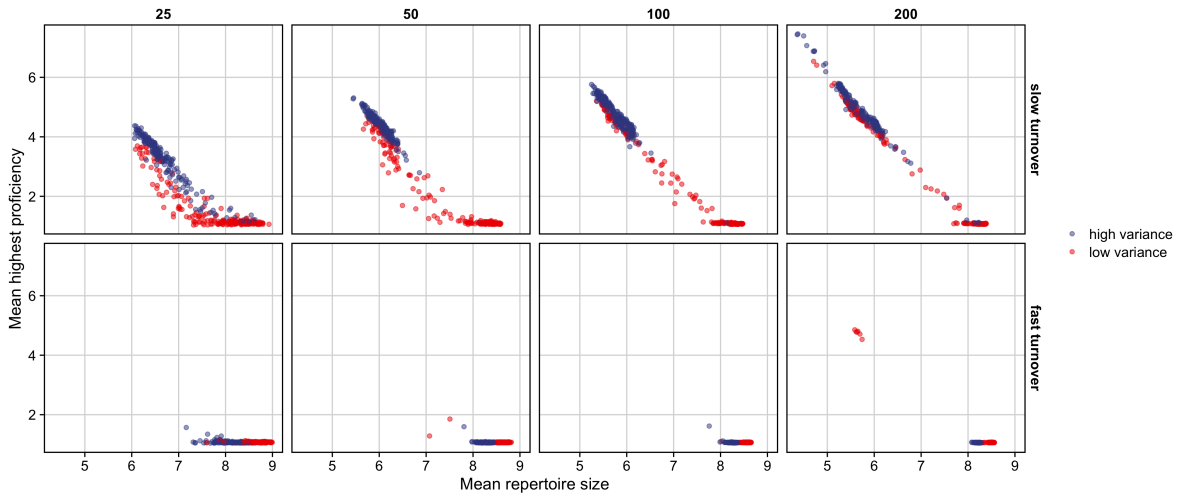 25 50 100 200
6
4
2
slow turnover
Mean highest proficiency
high variance
low variance
6
4
2
fast turnover
5 6 7 8 9 5 6 7 8 9 5 6 7 8 9 5 6 7 8 9
Mean repertoire size